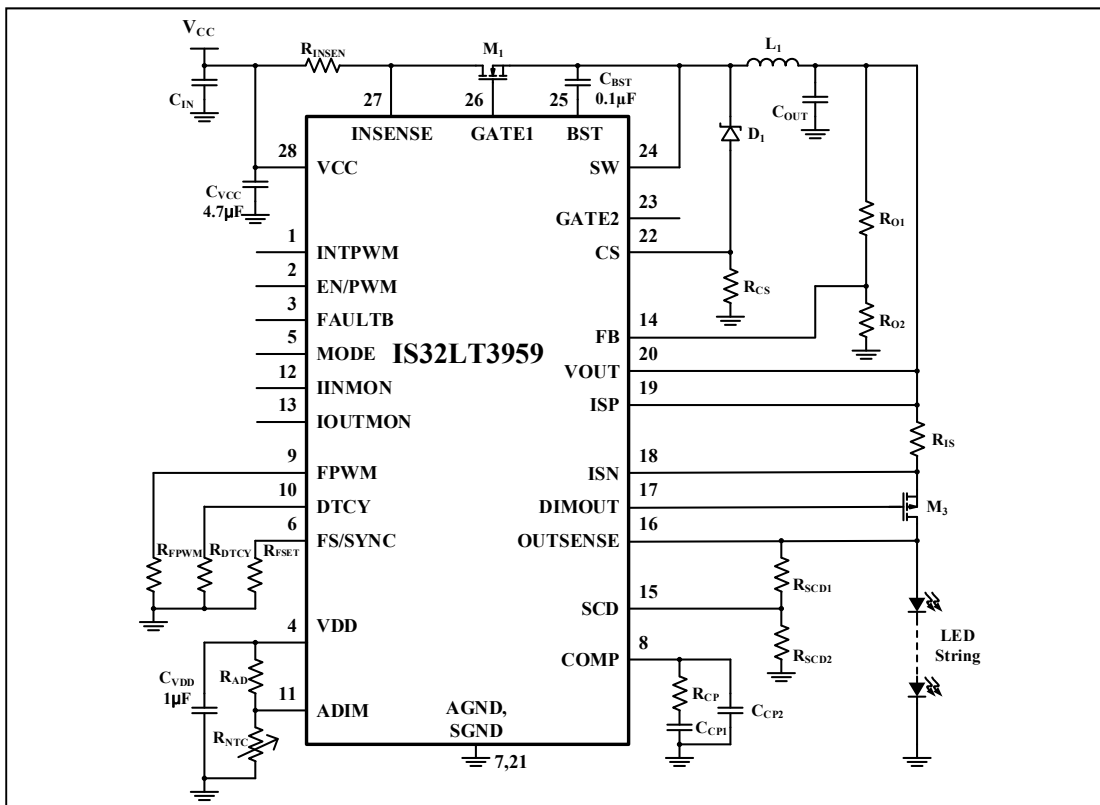 VCC
RINSEN
M1
L1
CIN
CBST
0.1µF
COUT
27
26
25
INSENSE
GATE1
BST
D1
28
VCC
SW
24
CVCC
4.7µF
GATE2
23
RO1
1
INTPWM
CS
22
2
EN/PWM
RCS
3
FAULTB
FB
14
RO2
5
MODE
IS32LT3959
VOUT
20
12
IINMON
ISP
19
13
IOUTMON
RIS
9
FPWM
ISN
18
10
DTCY
DIMOUT
17
M3
6
FS/SYNC
OUTSENSE
16
RFPWM
RDTCY
RFSET
RSCD1
SCD
15
4
VDD
LED
String
RSCD2
COMP
8
CVDD
1µF
RAD
RCP
CCP2
11
ADIM
AGND,
SGND
CCP1
RNTC
7,21